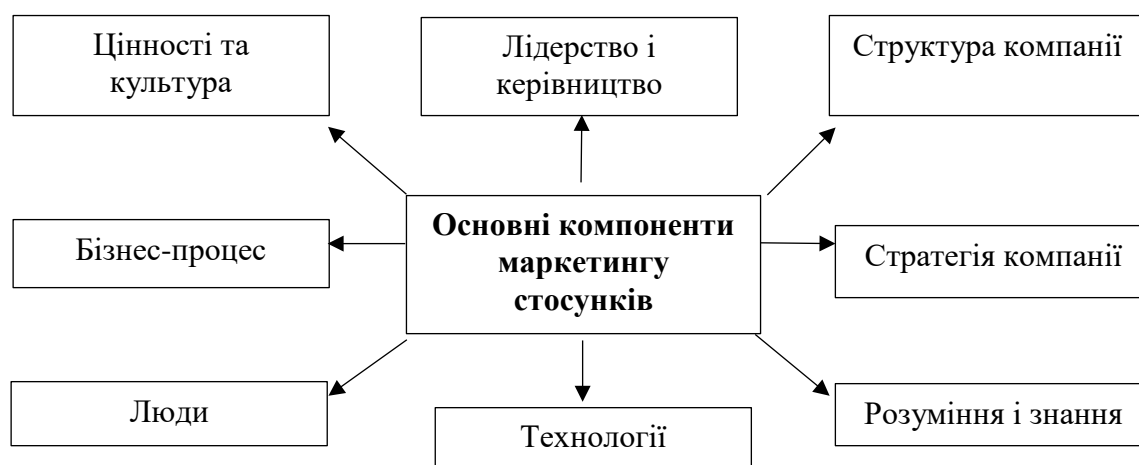 Цінності та
культура
Лідерство і
керівництво
Структура компанії
Бізнес-процес
Основні компоненти
маркетингу
стосунків
Стратегія компанії
Люди
Технології
Розуміння і знання